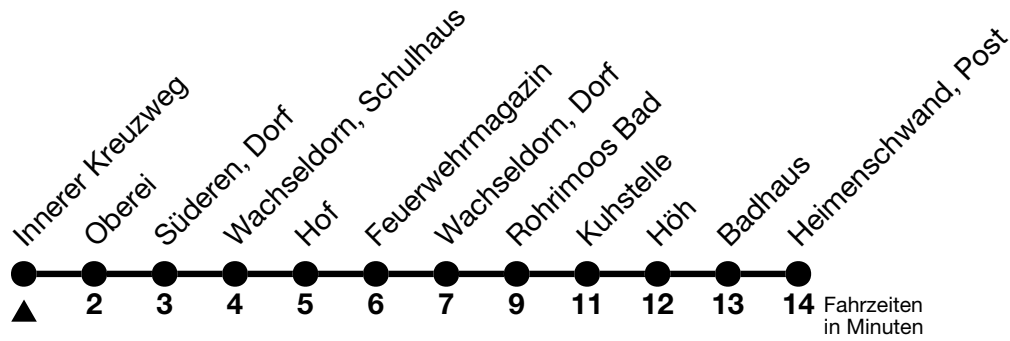 Innerer Kreuzweg
Oberei
Süderen, Dorf
Wachseldorn, Schulhaus
Hof
Feuerwehrmagazin
Wachseldorn, Dorf
Rohrimoos Bad
Kuhstelle
Höh
Badhaus
Heimenschwand, Post
2 3 4 5 6 7 9 11 12 13 14 Fahrzeiten
in Minuten